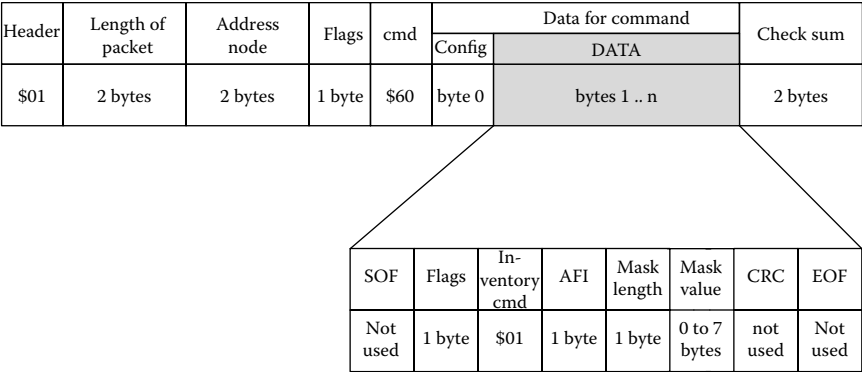 Header
Length of
packet
Address
node
Flags
cmd
Data for command
Config
DATA
Check sum
$01
2 bytes
2 bytes
1 byte
$60
byte 0
bytes 1 .. n
2 bytes
SOF
Flags
In-
ventory
cmd
AFI
Mask
length
Mask
value
CRC
EOF
Not
used
1 byte
$01
1 byte
1 byte
0 to 7
bytes
not
used
Not
used